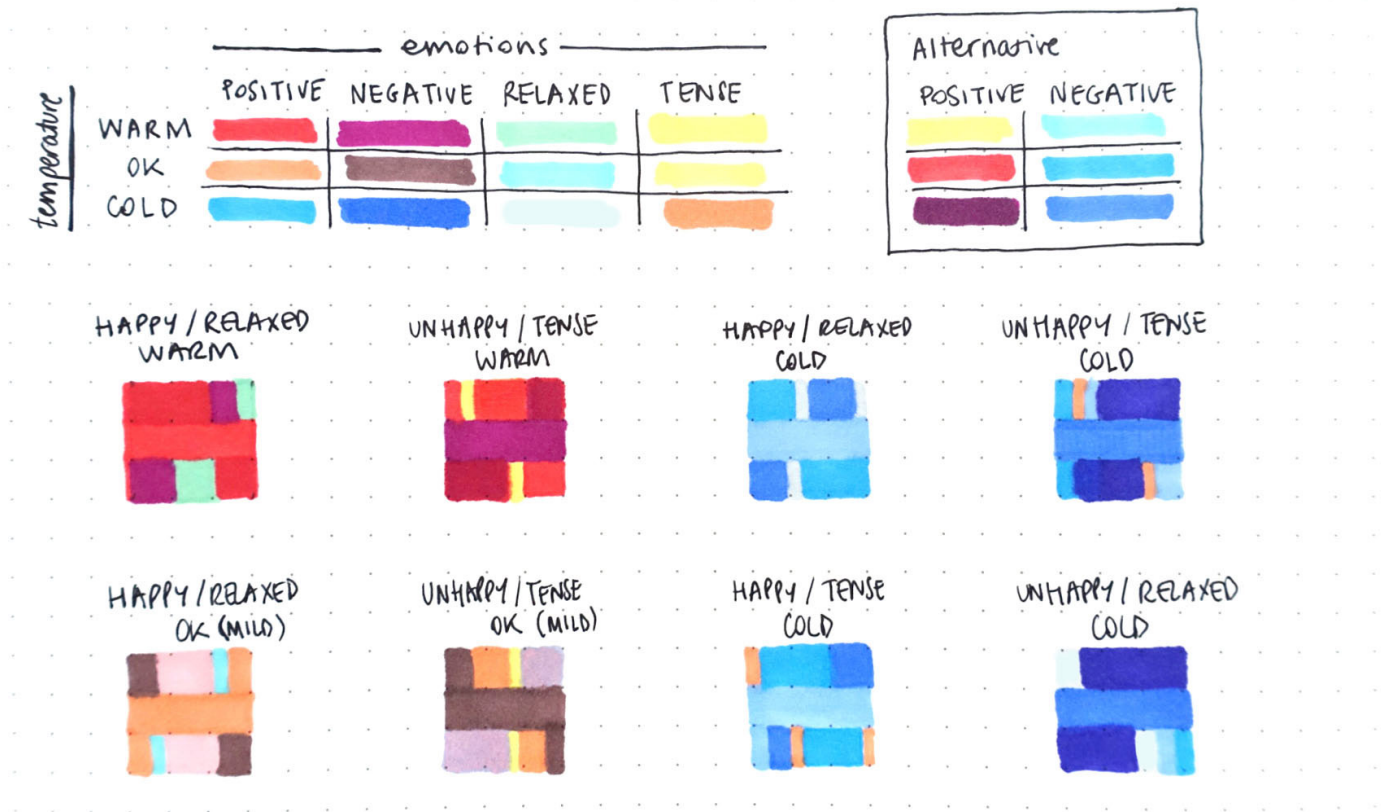 emotions
POSITIVE NEGATIVE RELAXED TENSE
temperature
WARM
OK
COLD
Alternative
POSITIVE NEGATIVE
HAPPY / RELAXED
WARM
UNHAPPY / TENSE
WARM
HAPPY / RELAXED
COLD
UNHAPPY / TENSE
COLD
HAPPY / RELAXED
OK (MILD)
UNHAPPY / TENSE
OK (MILD)
HAPPY / TENSE
COLD
UNHAPPY / RELAXED
COLD